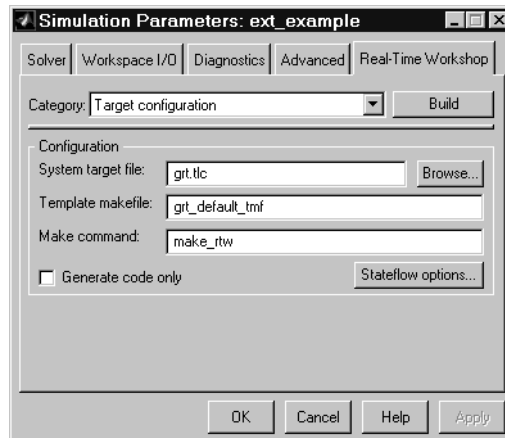 Simulation Parameters: ext_example
Solver Workspace I/O Diagnostics Advanced Real-Time Workshop
Category: Target configuration Build
Configuration
System target file: grt.tlc Browse...
Template makefile: grt_default_tmf
Make command: make_rtw
Generate code only Stateflow options...
OK Cancel Help Apply